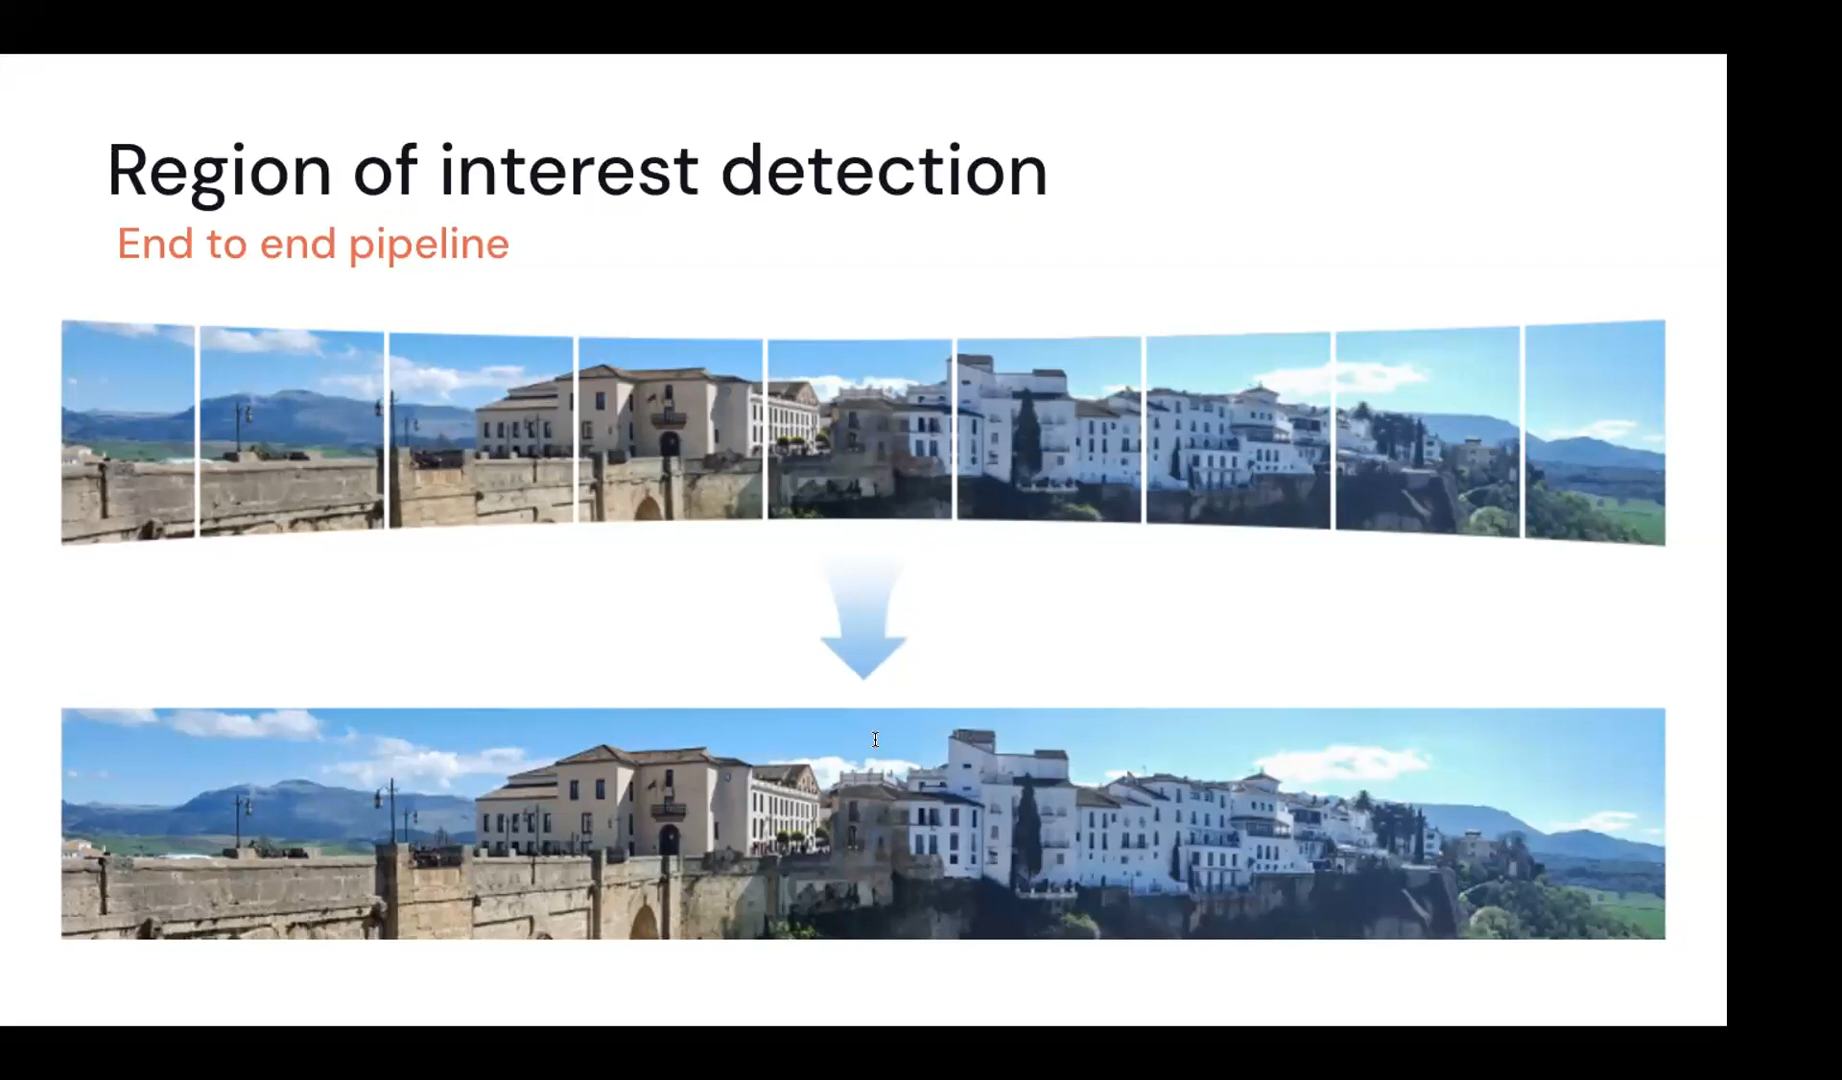 Region of interest detection
End to end pipeline